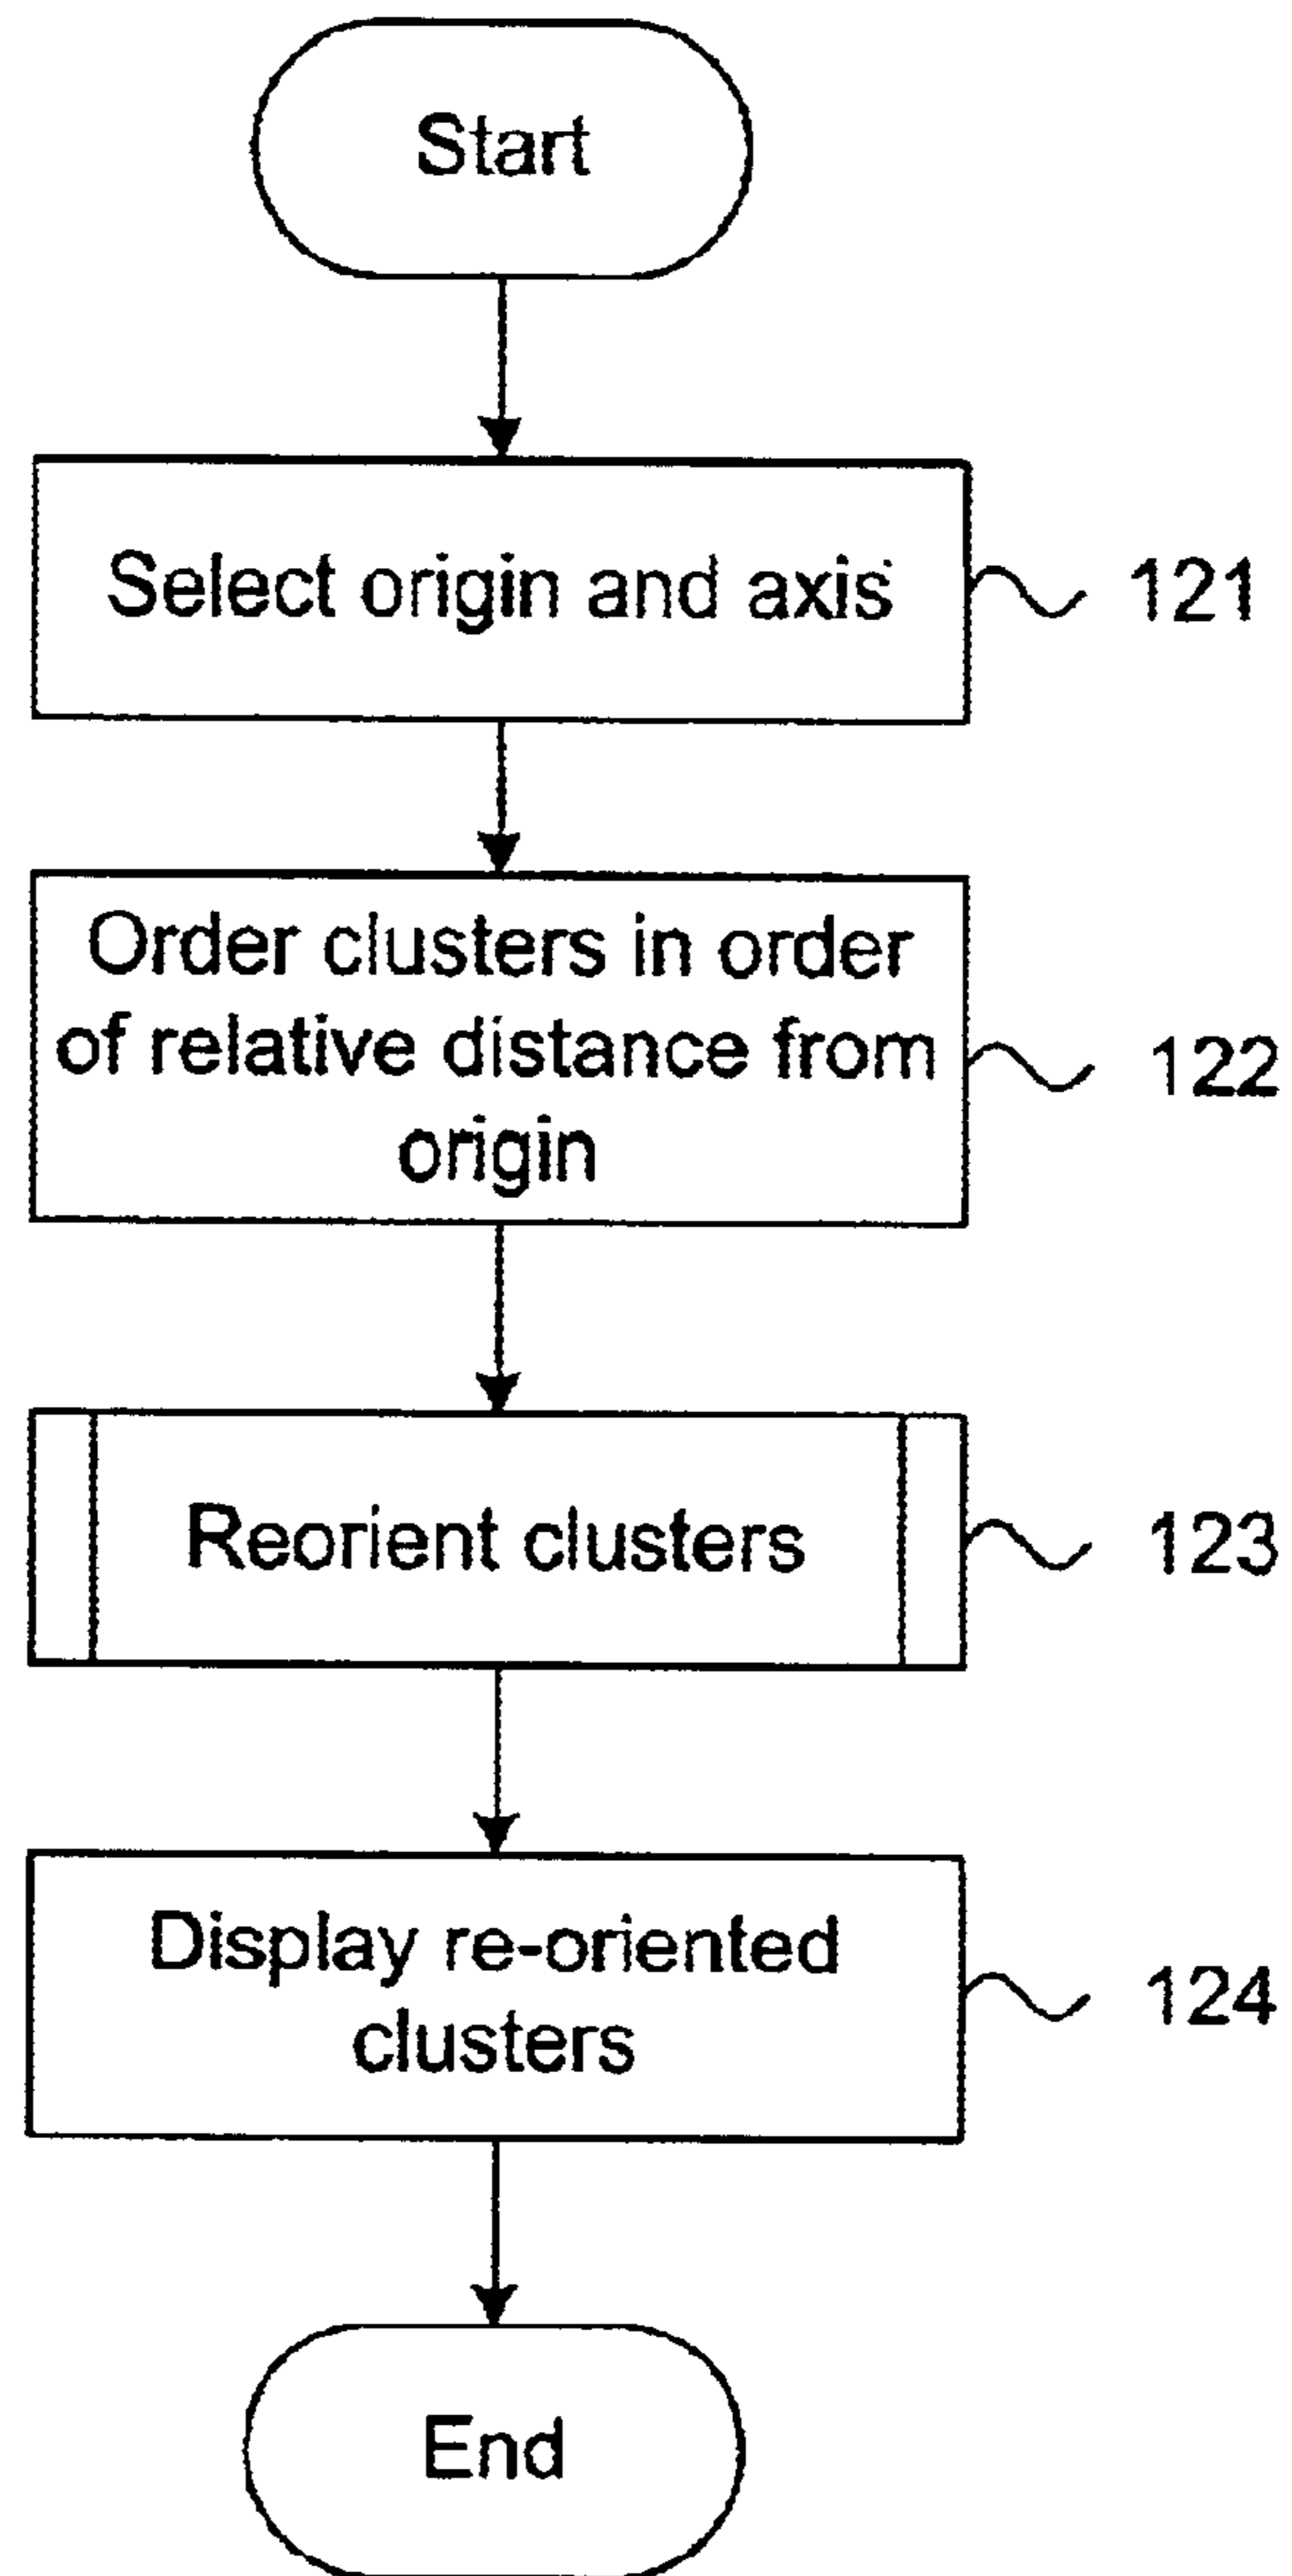 Start
Select origin and axis
121
Order clusters in order
of relative distance from
origin
122
Reorient clusters
123
Display re-oriented
clusters
124
End